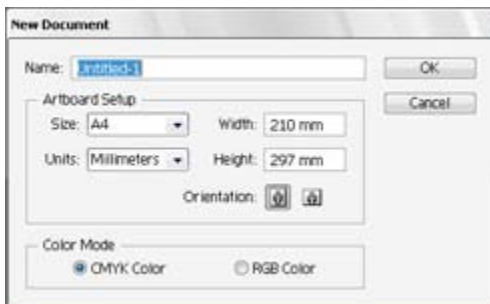 New Document
Name: Untitled-1
OK
Artboard Setup
Cancel
Size: A4 Width: 210 mm
Units: Millimeters Height: 297 mm
Orientation:
Color Mode
CMYK Color RGB Color